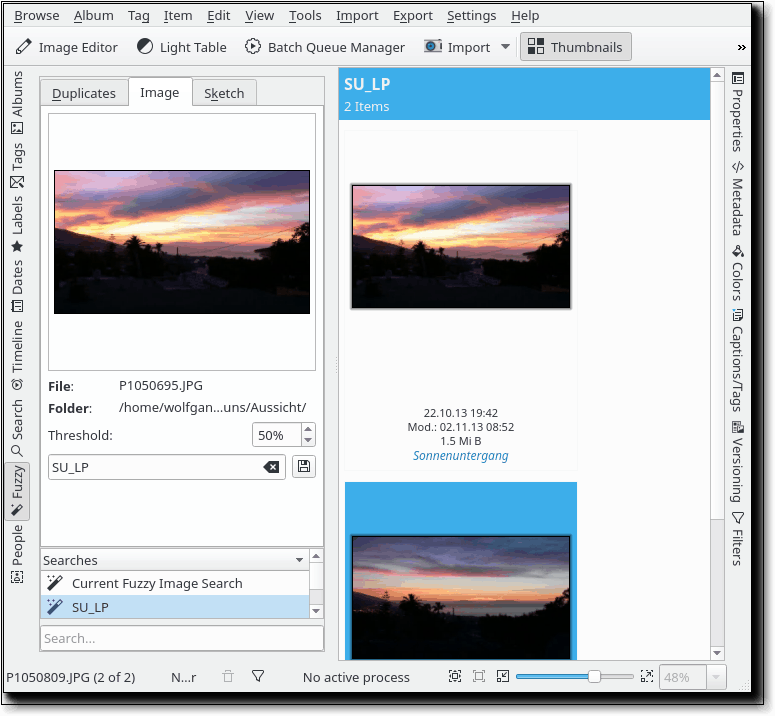 Browse Album Tag Item Edit View Tools Import Export Settings Help
Image Editor Light Table Batch Queue Manager Import Thumbnails »
Albums
Tags
Labels
Dates
Timeline
Search
Fuzzy
People
Duplicates Image Sketch
File: P1050695.JPG
Folder: /home/wolfgan...uns/Aussicht/
Threshold: 50%
SU_LP
Searches
Current Fuzzy Image Search
SU_LP
Search...
SU_LP
2 Items
22.10.13 19:42
Mod.: 02.11.13 08:52
1.5 Mi B
Sonnenuntergang
Properties
Metadata
Colors
Captions/Tags
Versioning
Filters
P1050809.JPG (2 of 2) N...r No active process 48%